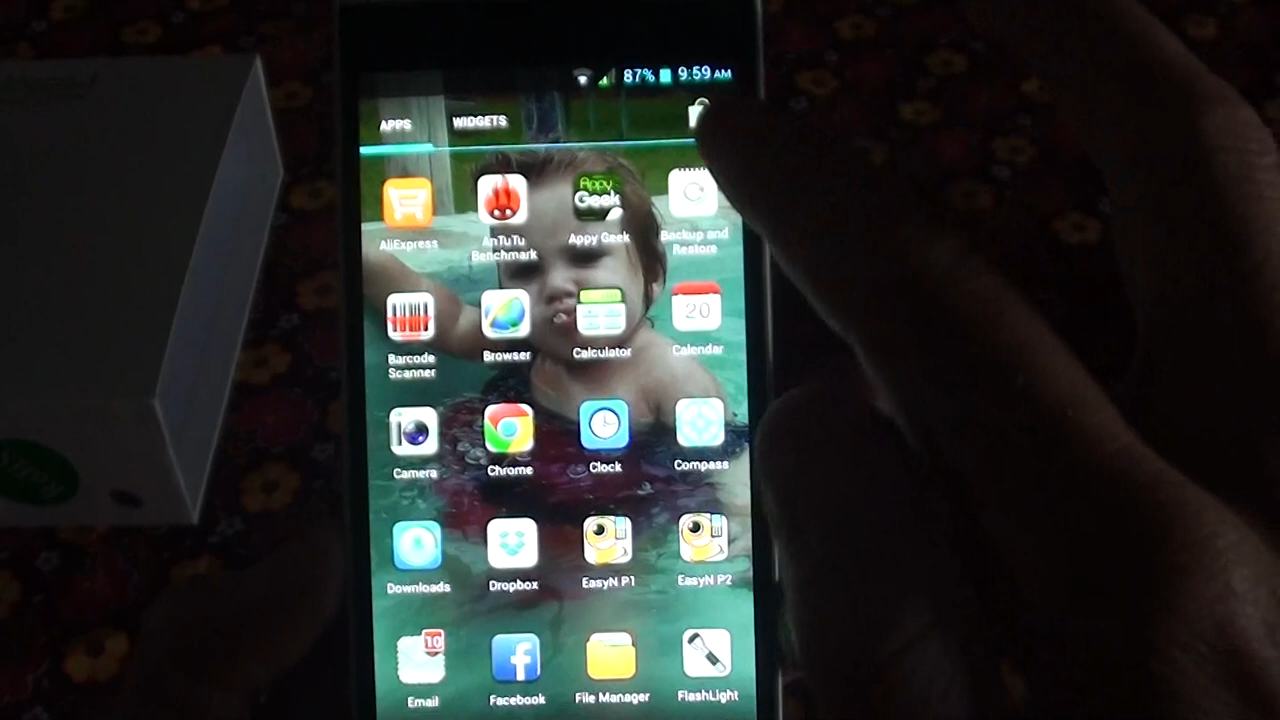 87% 9:59 AM
APPS WIDGETS
Appy
Geek
AliExpress
AnTuTu
Benchmark
Appy Geek
Backup and
Restore
20
Barcode
Scanner
Browser
Calculator
Calendar
Camera
Chrome
Clock
Compass
Downloads
Dropbox
EasyN P1
EasyN P2
10
f
Email
Facebook
File Manager
FlashLight